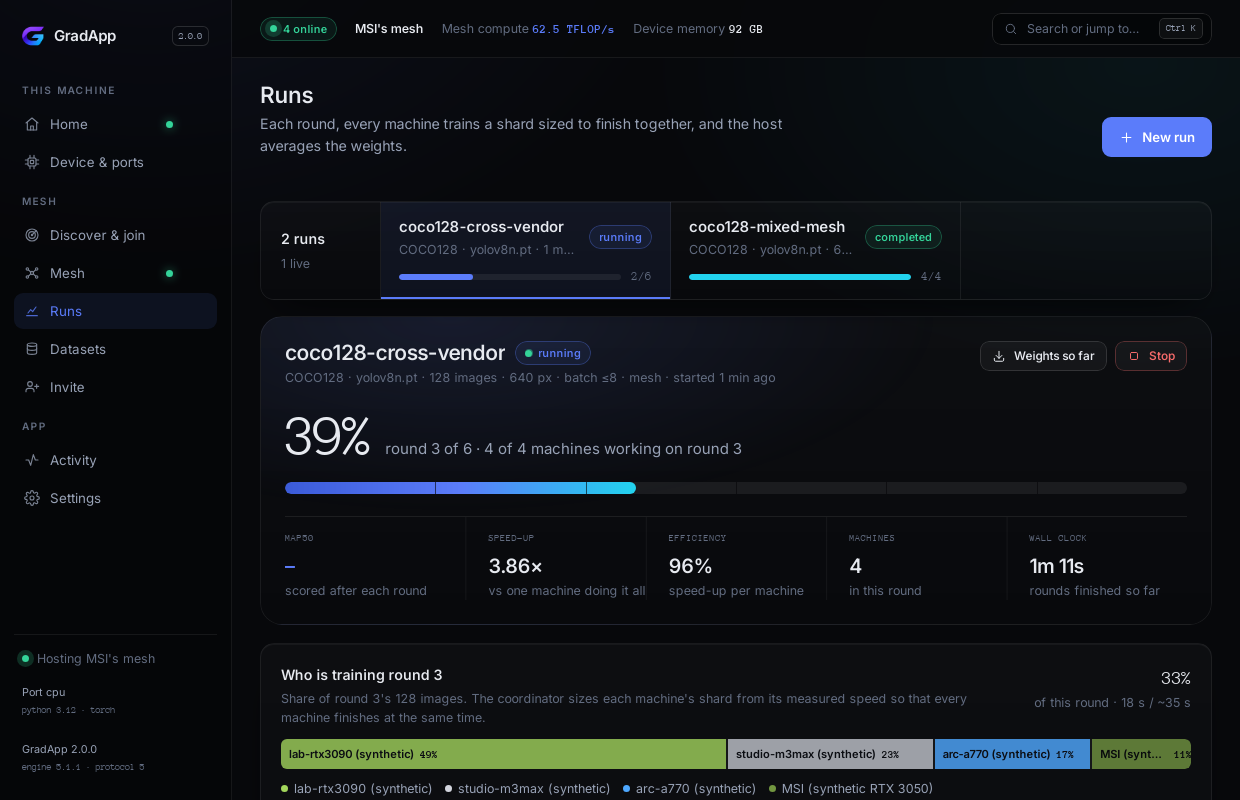 GradApp 2.0.0
THIS MACHINE
Home
Device & ports
MESH
Discover & join
Mesh
Runs
Datasets
Invite
APP
Activity
Settings
Hosting MSI's mesh
Port cpu
python 3.12 · torch
GradApp 2.0.0
engine 5.1.1 · protocol 5
4 online MSI's mesh Mesh compute 62.5 TFLOP/s Device memory 92 GB
Search or jump to... Ctrl K
Runs
Each round, every machine trains a shard sized to finish together, and the host
averages the weights.
+ New run
2 runs
1 live
coco128-cross-vendor
COCO128 · yolov8n.pt · 1 m...
running
2/6
coco128-mixed-mesh
COCO128 · yolov8n.pt · 6...
completed
4/4
coco128-cross-vendor running
COCO128 · yolov8n.pt · 128 images · 640 px · batch ≤8 · mesh · started 1 min ago
Weights so far
Stop
39% round 3 of 6 · 4 of 4 machines working on round 3
MAP50
–
scored after each round
SPEED-UP
3.86×
vs one machine doing it all
EFFICIENCY
96%
speed-up per machine
MACHINES
4
in this round
WALL CLOCK
1m 11s
rounds finished so far
Who is training round 3
Share of round 3's 128 images. The coordinator sizes each machine's shard from its measured speed so that every
machine finishes at the same time.
33%
of this round · 18 s / ~35 s
lab-rtx3090 (synthetic) 49%
studio-m3max (synthetic) 23%
arc-a770 (synthetic) 17%
MSI (synt... 11%
lab-rtx3090 (synthetic) studio-m3max (synthetic) arc-a770 (synthetic) MSI (synthetic RTX 3050)